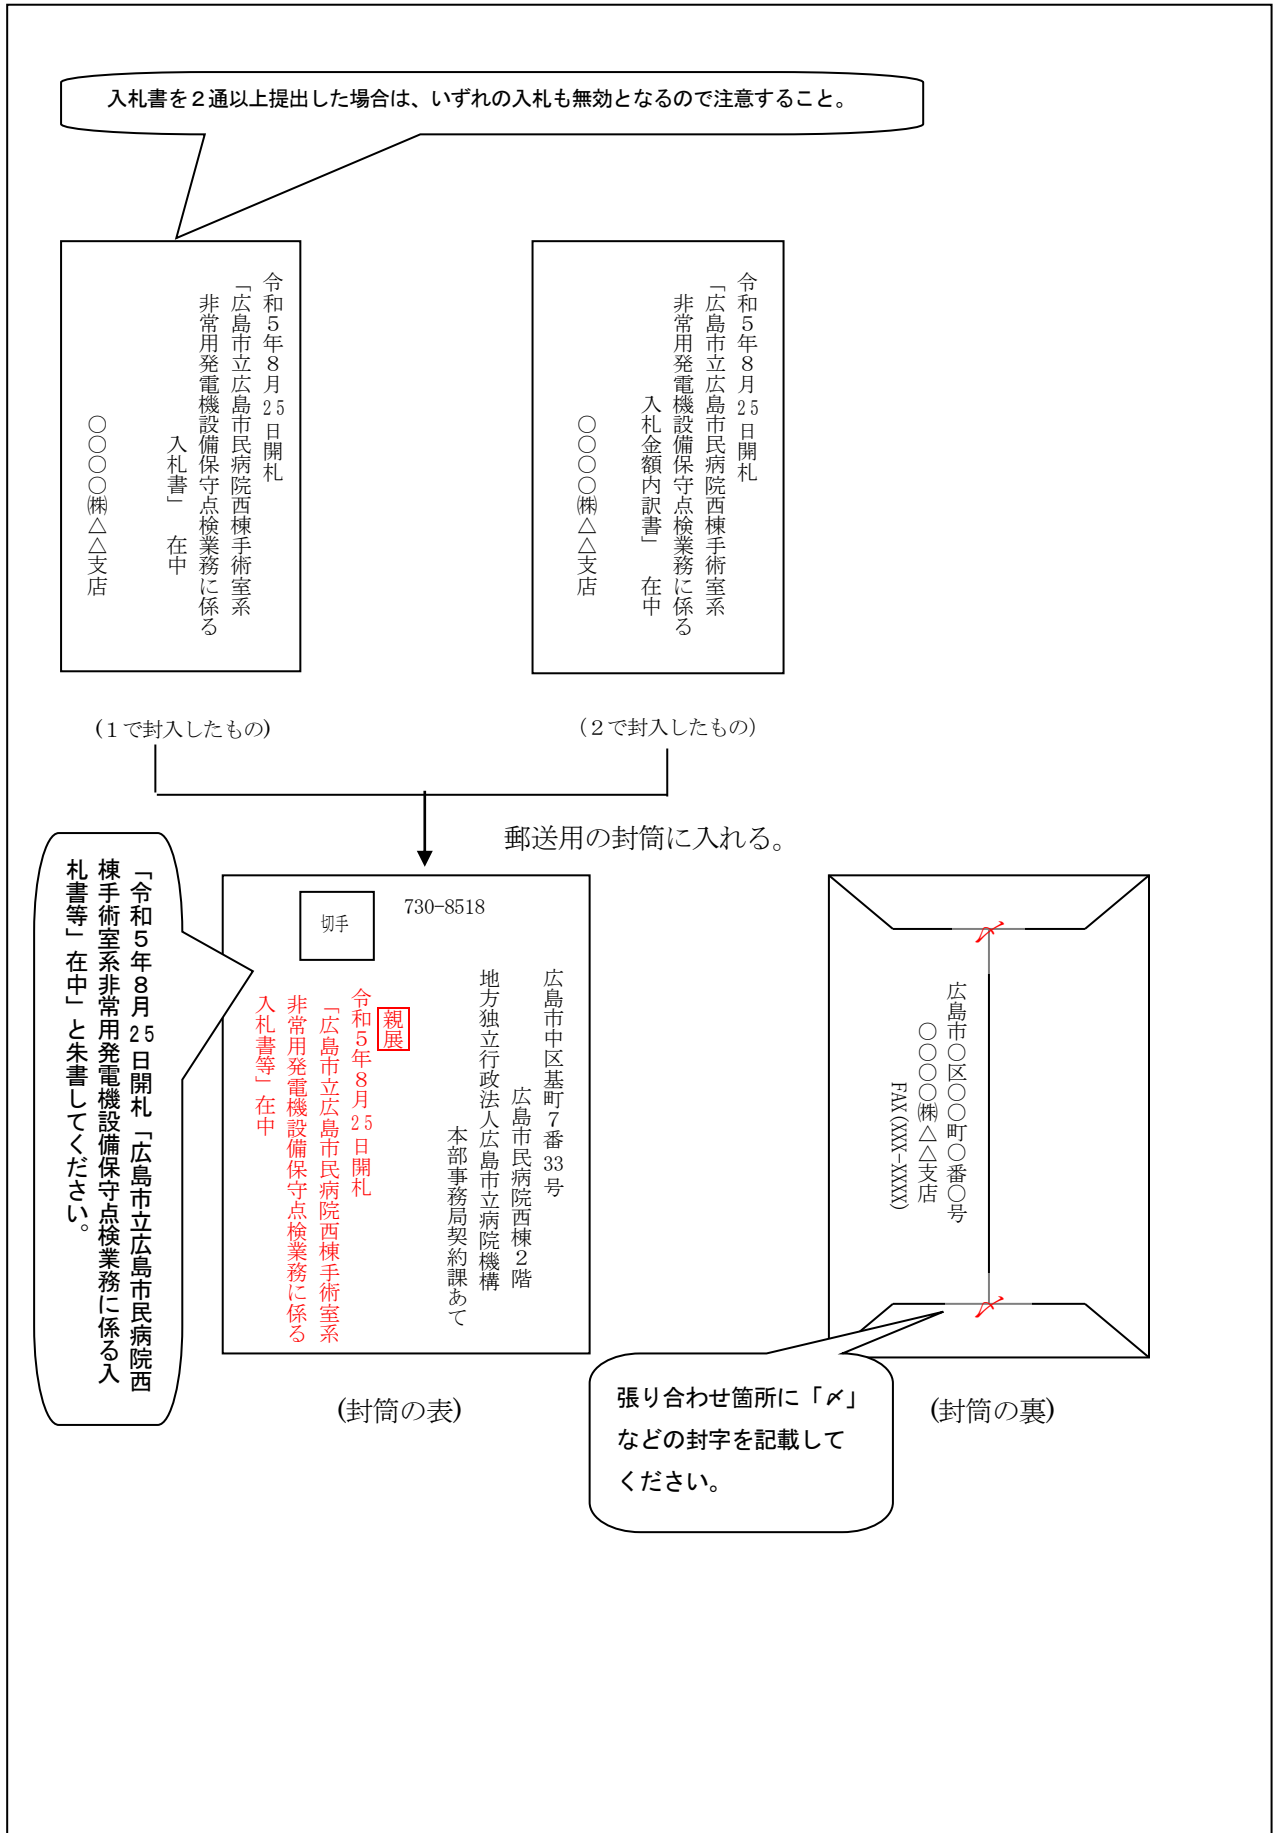 入札書を２通以上提出した場合は、いずれの入札も無効となるので注意すること。
令和５年８月25日開札
「広島市立広島市民病院西棟手術室系
非常用発電機設備保守点検業務に係る
入札書」　在中
○○○○㈱△△支店
令和５年８月25日開札
「広島市立広島市民病院西棟手術室系
非常用発電機設備保守点検業務に係る
入札金額内訳書」　在中
○○○○㈱△△支店
(１で封入したもの)
(２で封入したもの)
郵送用の封筒に入れる。
「令和５年８月25日開札「広島市立広島市民病院西
棟手術室系非常用発電機設備保守点検業務に係る入
札書等」在中」と朱書してください。
切手
730-8518
広島市中区基町７番33号
広島市民病院西棟２階
地方独立行政法人広島市立病院機構
本部事務局契約課あて
親展
令和５年８月25日開札
「広島市立広島市民病院西棟手術室系
非常用発電機設備保守点検業務に係る
入札書等」在中
(封筒の表)
〆
広島市○区○○町○番○号
○○○○㈱△△支店
FAX(XXX-XXXX)
〆
張り合わせ箇所に「〆」
などの封字を記載して
ください。
(封筒の裏)